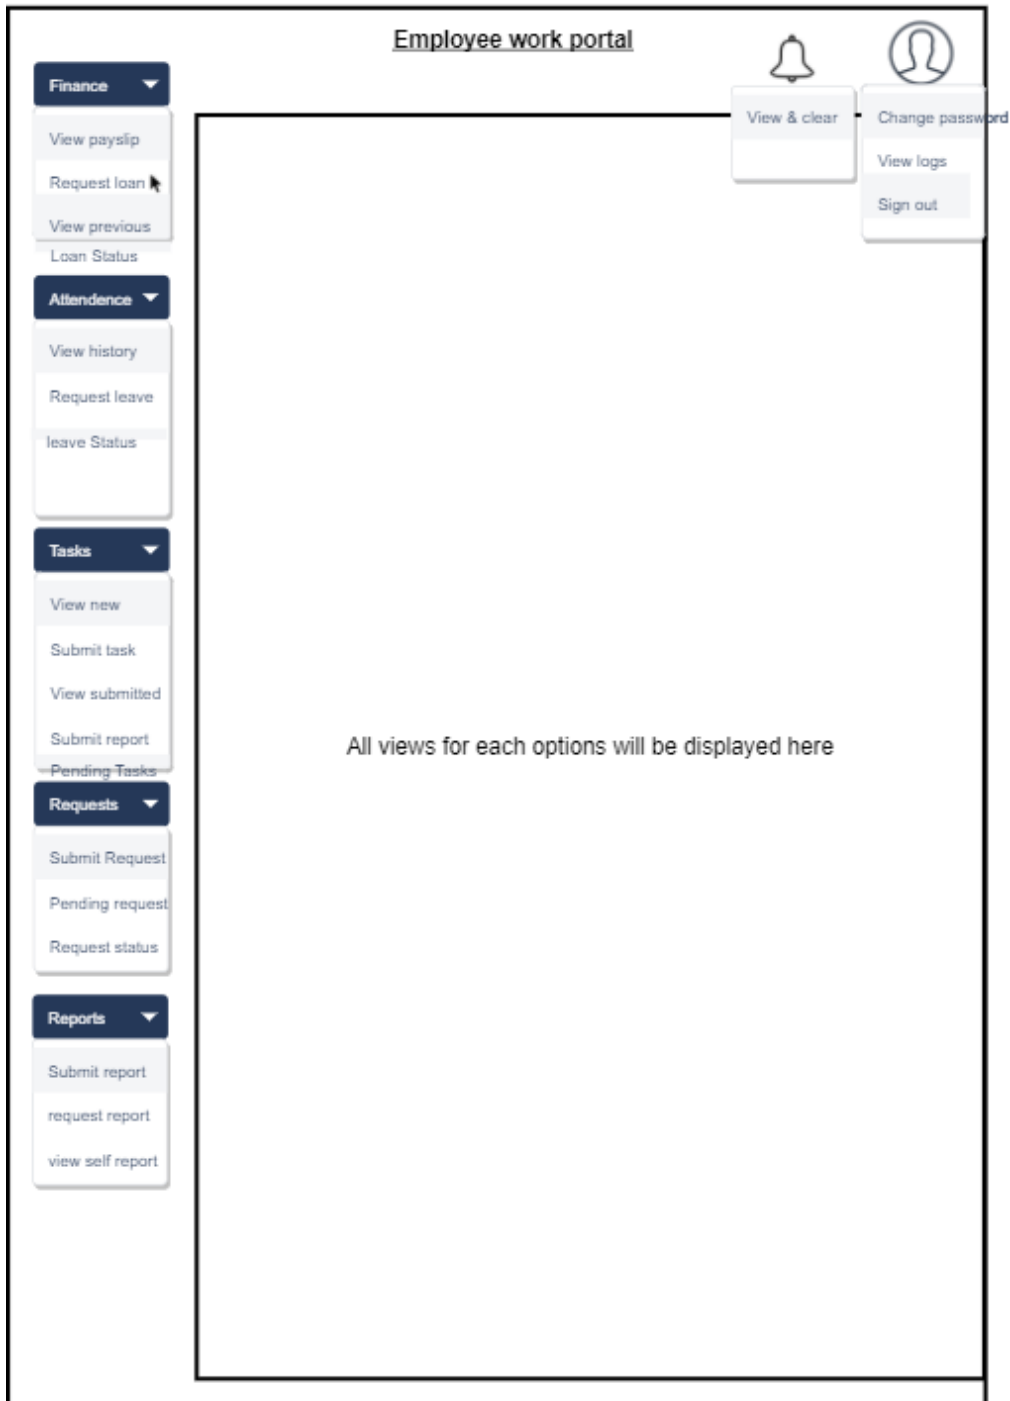 Employee work portal
Finance
View payslip
Request loan
View previous
Loan Status
Attendence
View history
Request leave
leave Status
Tasks
View new
Submit task
View submitted
Submit report
Pending Tasks
Requests
Submit Request
Pending request
Request status
Reports
Submit report
request report
view self report
View & clear
Change password
View logs
Sign out
All views for each options will be displayed here